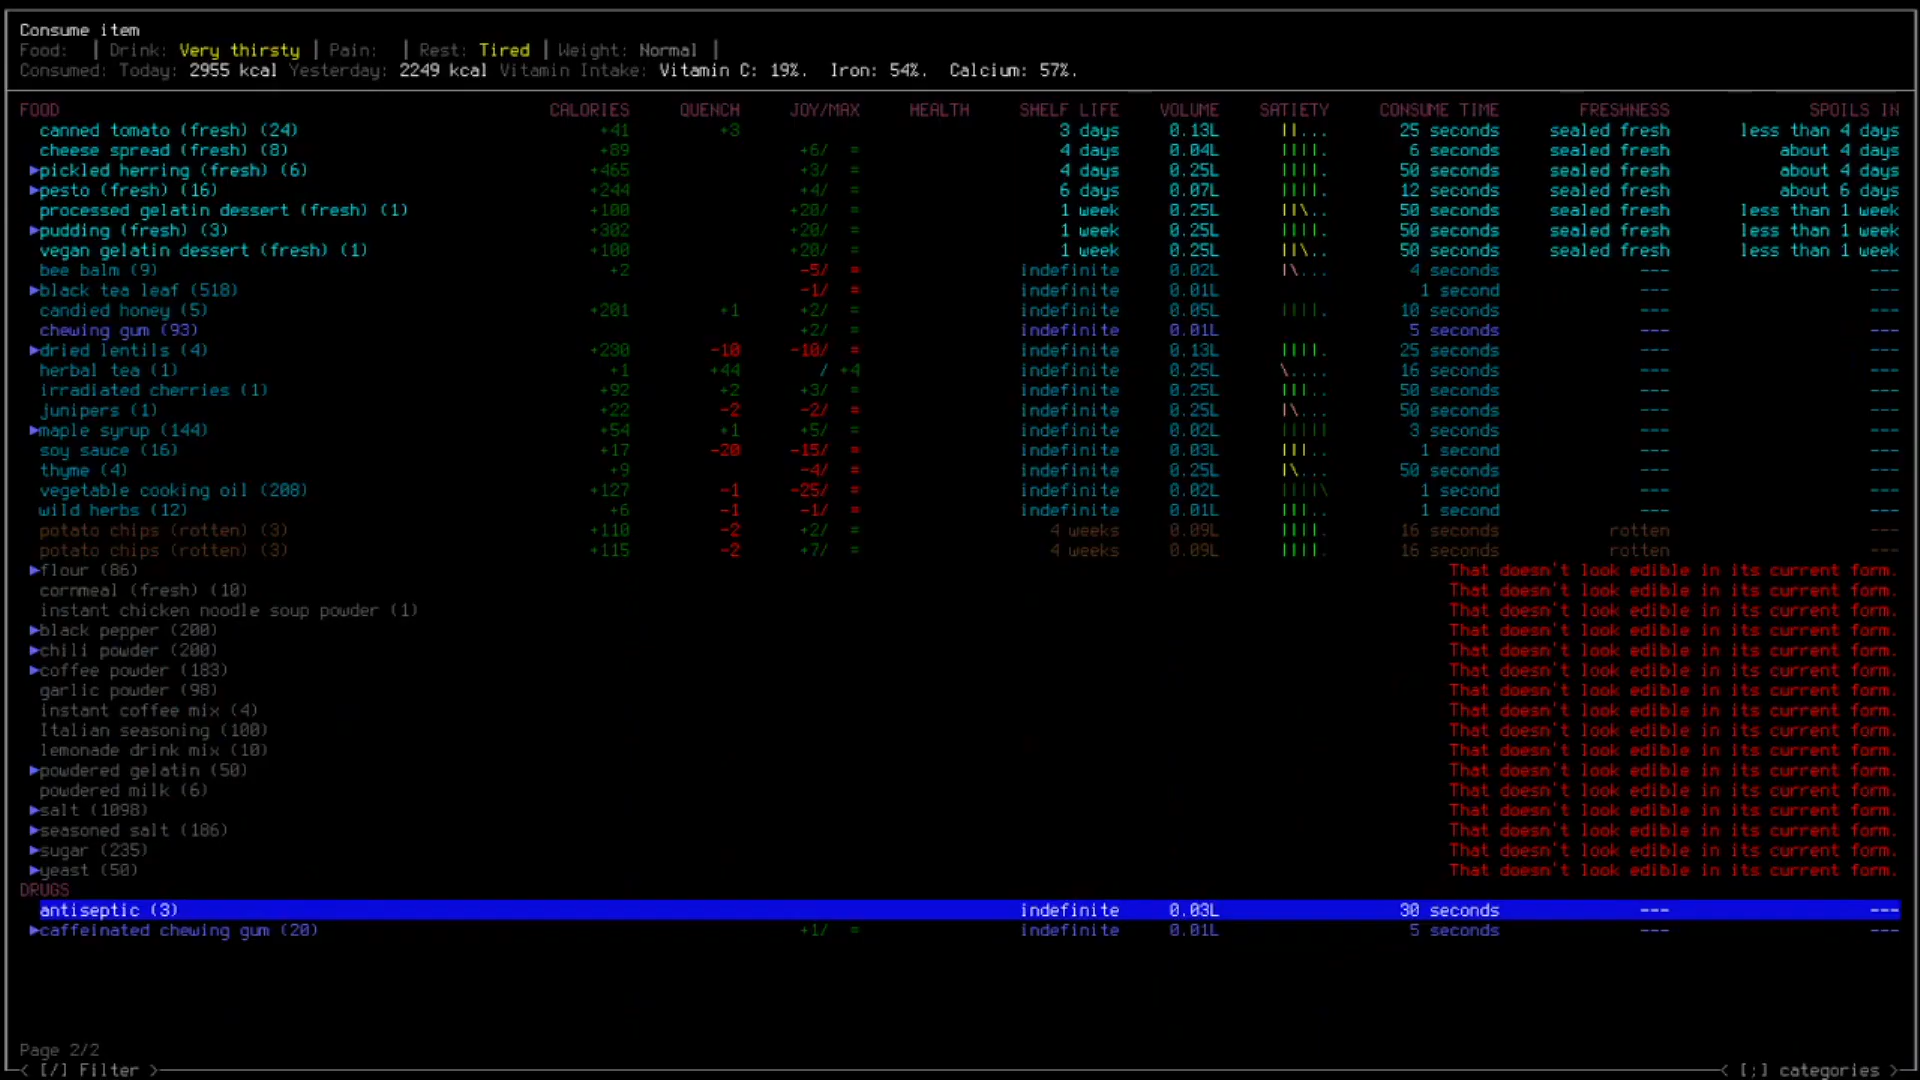 Consume item
Food: | Drink: Very thirsty | Pain: | Rest: Tired | Weight: Normal |
Consumed: Today: 2955 kcal Yesterday: 2249 kcal Vitamin Intake: Vitamin C: 19%. Iron: 54%. Calcium: 57%.
FOOD CALORIES QUENCH JOY/MAX HEALTH SHELF LIFE VOLUME SATIETY CONSUME TIME FRESHNESS SPOILS IN
canned tomato (fresh) (24) +41 +3 3 days 0.13L ||... 25 seconds sealed fresh less than 4 days
cheese spread (fresh) (8) +89 +6/ = 4 days 0.04L ||||. 6 seconds sealed fresh about 4 days
▶pickled herring (fresh) (6) +465 +3/ = 4 days 0.25L ||||. 50 seconds sealed fresh about 4 days
▶pesto (fresh) (16) +244 +4/ = 6 days 0.07L ||||. 12 seconds sealed fresh about 6 days
processed gelatin dessert (fresh) (1) +100 +20/ = 1 week 0.25L ||\.. 50 seconds sealed fresh less than 1 week
▶pudding (fresh) (3) +302 +20/ = 1 week 0.25L ||||. 50 seconds sealed fresh less than 1 week
vegan gelatin dessert (fresh) (1) +100 +20/ = 1 week 0.25L ||\.. 50 seconds sealed fresh less than 1 week
bee balm (9) +2 -5/ = indefinite 0.02L |\... 4 seconds --- ---
▶black tea leaf (518) -1/ = indefinite 0.01L 1 second --- ---
candied honey (5) +201 +1 +2/ = indefinite 0.05L ||||. 10 seconds --- ---
chewing gum (93) +2/ = indefinite 0.01L 5 seconds --- ---
▶dried lentils (4) +230 -10 -10/ = indefinite 0.13L ||||. 25 seconds --- ---
herbal tea (1) +1 +44 / +4 indefinite 0.25L \.... 16 seconds --- ---
irradiated cherries (1) +92 +2 +3/ = indefinite 0.25L |||.. 50 seconds --- ---
junipers (1) +22 -2 -2/ = indefinite 0.25L |\... 50 seconds --- ---
▶maple syrup (144) +54 +1 +5/ = indefinite 0.02L ||||| 3 seconds --- ---
soy sauce (16) +17 -20 -15/ = indefinite 0.03L |||.. 1 second --- ---
thyme (4) +9 -4/ = indefinite 0.25L |\... 50 seconds --- ---
vegetable cooking oil (208) +127 -1 -25/ = indefinite 0.02L ||||\ 1 second --- ---
wild herbs (12) +6 -1 -1/ = indefinite 0.01L |||.. 1 second --- ---
potato chips (rotten) (3) +110 -2 +2/ = 4 weeks 0.09L ||||. 16 seconds rotten ---
potato chips (rotten) (3) +115 -2 +7/ = 4 weeks 0.09L ||||. 16 seconds rotten ---
▶flour (86) That doesn't look edible in its current form.
cornmeal (fresh) (10) That doesn't look edible in its current form.
instant chicken noodle soup powder (1) That doesn't look edible in its current form.
▶black pepper (200) That doesn't look edible in its current form.
▶chili powder (200) That doesn't look edible in its current form.
▶coffee powder (183) That doesn't look edible in its current form.
garlic powder (98) That doesn't look edible in its current form.
instant coffee mix (4) That doesn't look edible in its current form.
Italian seasoning (100) That doesn't look edible in its current form.
lemonade drink mix (10) That doesn't look edible in its current form.
▶powdered gelatin (50) That doesn't look edible in its current form.
powdered milk (6) That doesn't look edible in its current form.
▶salt (1098) That doesn't look edible in its current form.
▶seasoned salt (186) That doesn't look edible in its current form.
▶sugar (235) That doesn't look edible in its current form.
▶yeast (50) That doesn't look edible in its current form.
DRUGS
antiseptic (3) indefinite 0.03L 30 seconds --- ---
▶caffeinated chewing gum (20) +1/ = indefinite 0.01L 5 seconds --- ---
Page 2/2
< [/] Filter > < [;] categories >